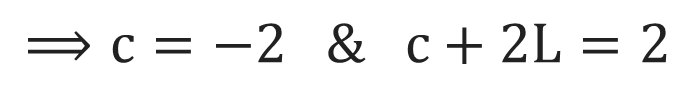 ⟹ c = −2 & c + 2L = 2